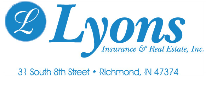 L Lyons
Insurance & Real Estate, Inc.
31 South 8th Street • Richmond, IN 47374